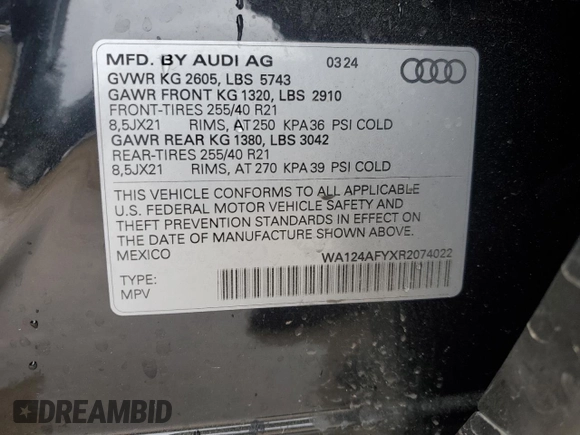 MFD. BY AUDI AG 0324
GVWR KG 2605, LBS 5743
GAWR FRONT KG 1320, LBS 2910
FRONT-TIRES 255/40 R21
8,5JX21 RIMS, AT 250 KPA 36 PSI COLD
GAWR REAR KG 1380, LBS 3042
REAR-TIRES 255/40 R21
8,5JX21 RIMS, AT 270 KPA 39 PSI COLD
THIS VEHICLE CONFORMS TO ALL APPLICABLE
U.S. FEDERAL MOTOR VEHICLE SAFETY AND
THEFT PREVENTION STANDARDS IN EFFECT ON
THE DATE OF MANUFACTURE SHOWN ABOVE.
MEXICO WA124AFYXR2074022
TYPE:
MPV
DREAMBID